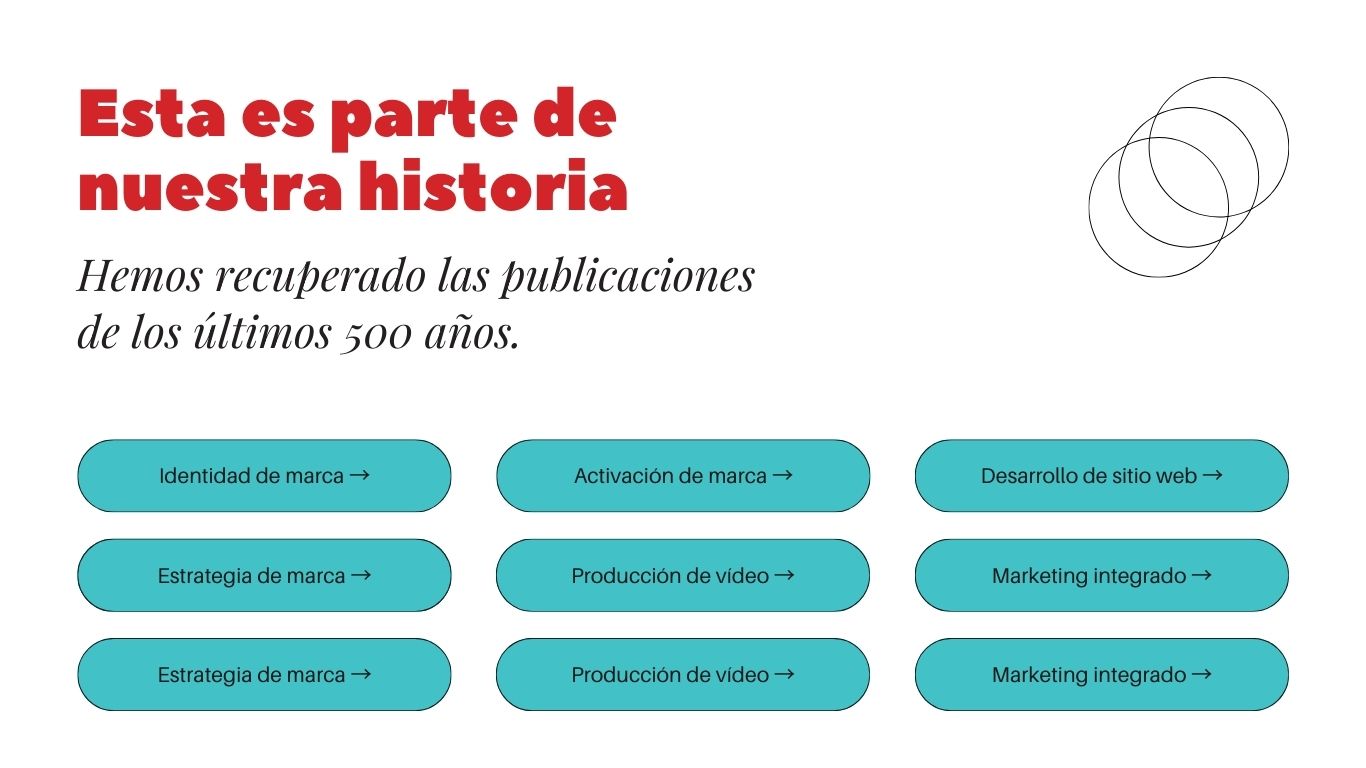 Esta es parte de
nuestra historia
Hemos recuperado las publicaciones
de los últimos 500 años.
Identidad de marca →
Activación de marca →
Desarrollo de sitio web →
Estrategia de marca →
Producción de vídeo →
Marketing integrado →
Estrategia de marca →
Producción de vídeo →
Marketing integrado →